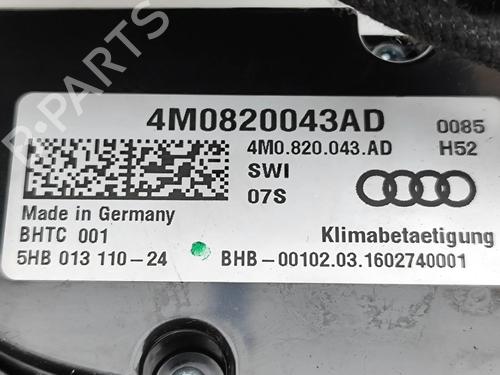 4M0820043AD 0085
4M0.820.043.AD H52
SWI
07S
Made in Germany
BHTC 001 Klimabetaetigung
5HB 013 110-24 BHB-00102.03.1602740001
B-PARTS